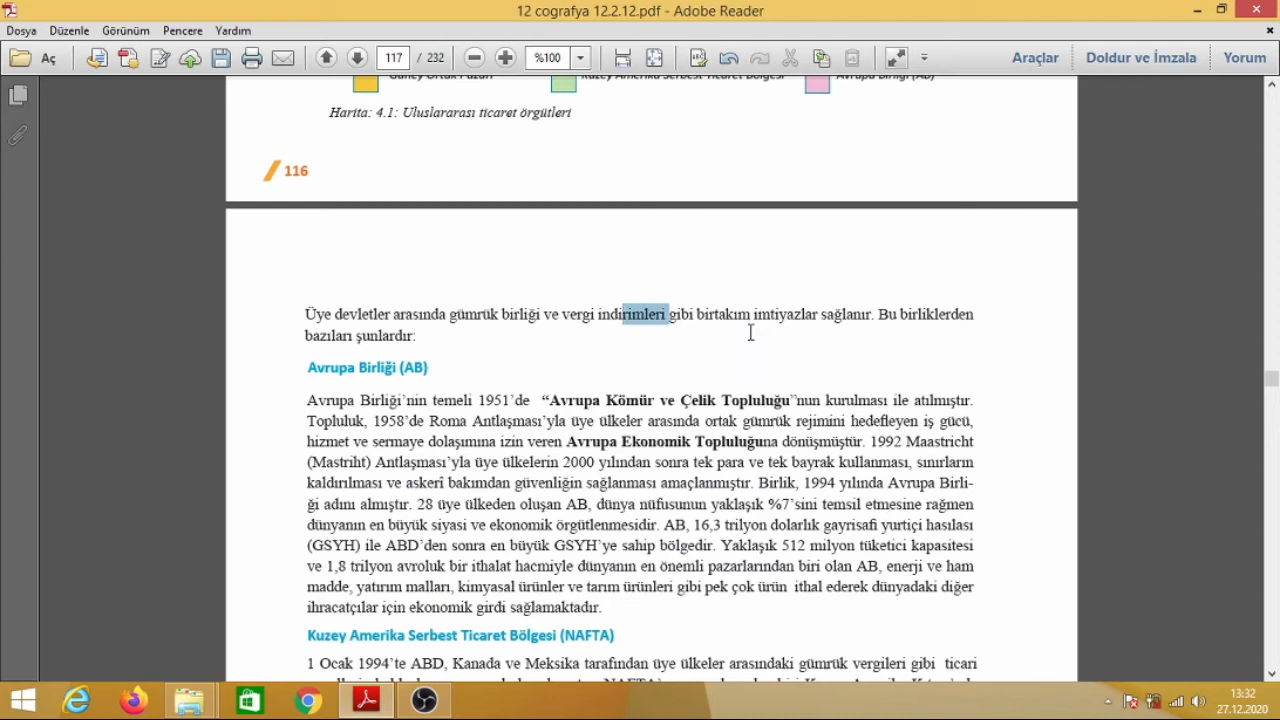 12 cografya 12.2.12.pdf - Adobe Reader
Dosya Düzenle Görünüm Pencere Yardım
Aç 117 / 232 %100 Araçlar Doldur ve İmzala Yorum
Güney Ortak Pazarı Kuzey Amerika Serbest Ticaret Bölgesi Avrupa Birliği (AB)
Harita: 4.1: Uluslararası ticaret örgütleri
116
Üye devletler arasında gümrük birliği ve vergi indirimleri gibi birtakım imtiyazlar sağlanır. Bu birliklerden
bazıları şunlardır:
Avrupa Birliği (AB)
Avrupa Birliği’nin temeli 1951’de “Avrupa Kömür ve Çelik Topluluğu”nun kurulması ile atılmıştır.
Topluluk, 1958’de Roma Antlaşması’yla üye ülkeler arasında ortak gümrük rejimini hedefleyen iş gücü,
hizmet ve sermaye dolaşımına izin veren Avrupa Ekonomik Topluluğuna dönüşmüştür. 1992 Maastricht
(Mastriht) Antlaşması’yla üye ülkelerin 2000 yılından sonra tek para ve tek bayrak kullanması, sınırların
kaldırılması ve askerî bakımdan güvenliğin sağlanması amaçlanmıştır. Birlik, 1994 yılında Avrupa Birli-
ği adını almıştır. 28 üye ülkeden oluşan AB, dünya nüfusunun yaklaşık %7’sini temsil etmesine rağmen
dünyanın en büyük siyasi ve ekonomik örgütlenmesidir. AB, 16,3 trilyon dolarlık gayrisafi yurtiçi hasılası
(GSYH) ile ABD’den sonra en büyük GSYH’ye sahip bölgedir. Yaklaşık 512 milyon tüketici kapasitesi
ve 1,8 trilyon avroluk bir ithalat hacmiyle dünyanın en önemli pazarlarından biri olan AB, enerji ve ham
madde, yatırım malları, kimyasal ürünler ve tarım ürünleri gibi pek çok ürün ithal ederek dünyadaki diğer
ihracatçılar için ekonomik girdi sağlamaktadır.
Kuzey Amerika Serbest Ticaret Bölgesi (NAFTA)
1 Ocak 1994’te ABD, Kanada ve Meksika tarafından üye ülkeler arasındaki gümrük vergileri gibi ticari
13:32
27.12.2020